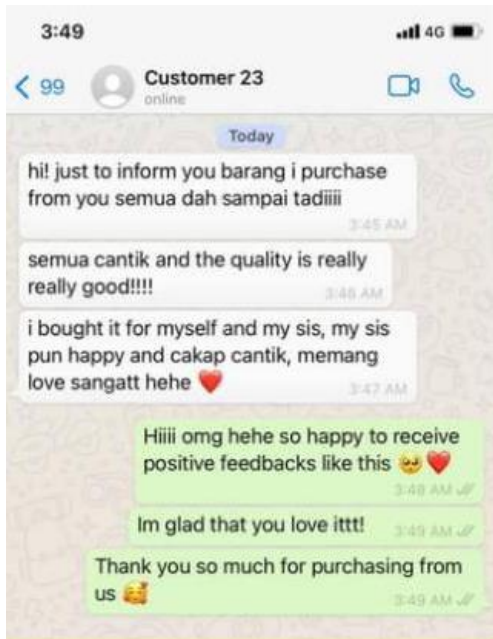 3:49
4G
99
Customer 23
online
Today
hi! just to inform you barang i purchase
from you semua dah sampai tadiiii
3:45 AM
semua cantik and the quality is really
really good!!!!
3:46 AM
i bought it for myself and my sis, my sis
pun happy and cakap cantik, memang
love sangatt hehe ❤️
3:47 AM
Hiiii omg hehe so happy to receive
positive feedbacks like this 🥺❤️
3:48 AM
Im glad that you love ittt!
3:49 AM
Thank you so much for purchasing from
us 🥰
3:49 AM